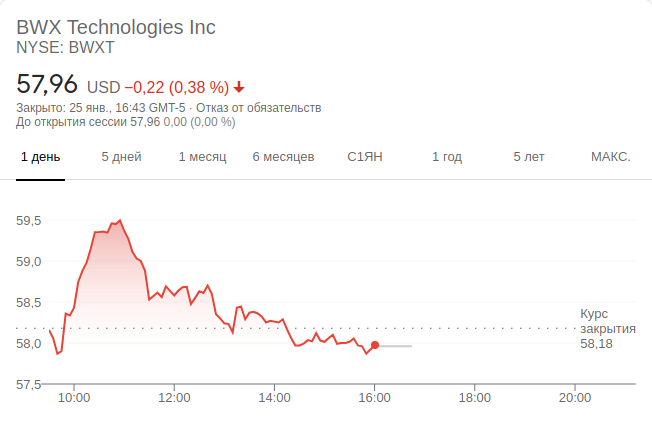 BWX Technologies Inc
NYSE: BWXT
57,96 USD −0,22 (0,38 %)
Закрыто: 25 янв., 16:43 GMT-5 · Отказ от обязательств
До открытия сессии 57,96 0,00 (0,00 %)
1 день 5 дней 1 месяц 6 месяцев С1ЯН 1 год 5 лет МАКС.
59,5
59,0
58,5
58,0
57,5
Курс
закрытия
58,18
10:00 12:00 14:00 16:00 18:00 20:00